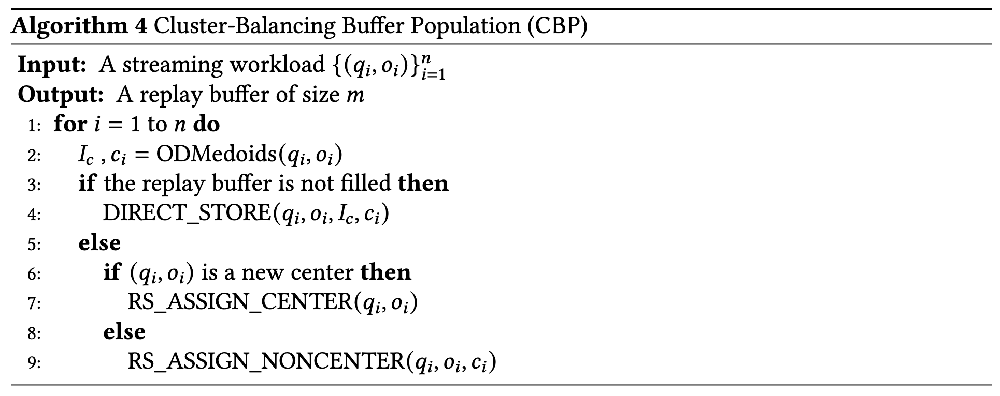 Algorithm 4 Cluster-Balancing Buffer Population (CBP)
Input: A streaming workload {(q_i, o_i)}_{i=1}^n
Output: A replay buffer of size m
1: for i = 1 to n do
2: I_c , c_i = ODMedoids(q_i, o_i)
3: if the replay buffer is not filled then
4: DIRECT_STORE(q_i, o_i, I_c, c_i)
5: else
6: if (q_i, o_i) is a new center then
7: RS_ASSIGN_CENTER(q_i, o_i)
8: else
9: RS_ASSIGN_NONCENTER(q_i, o_i, c_i)